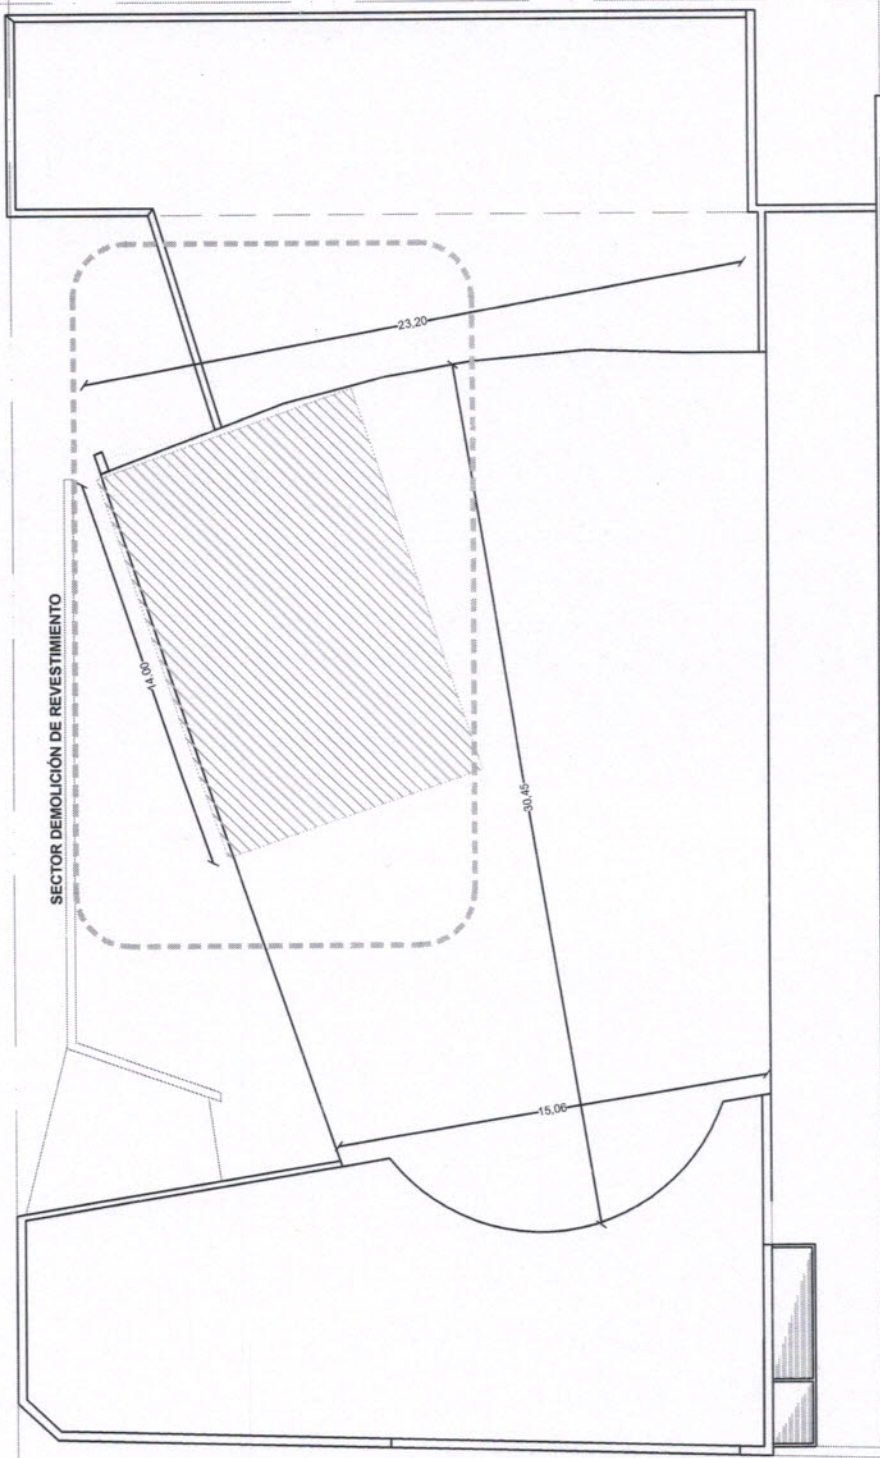 23,20
SECTOR DEMOLICIÓN DE REVESTIMIENTO
14,00
30,45
15,06